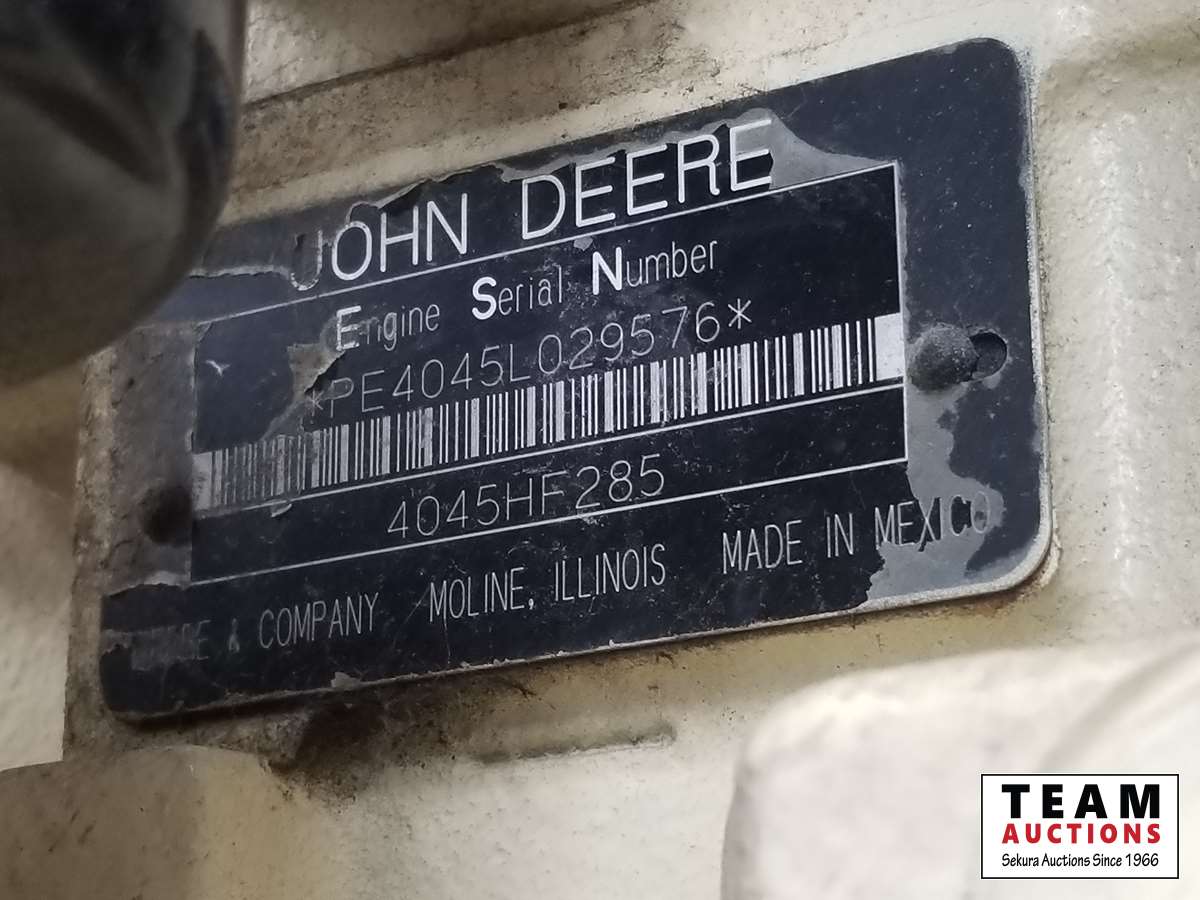 JOHN DEERE
Engine Serial Number
*PE4045L029576*
4045HF285
& COMPANY MOLINE, ILLINOIS MADE IN MEXICO
TEAM
AUCTIONS
Sekura Auctions Since 1966